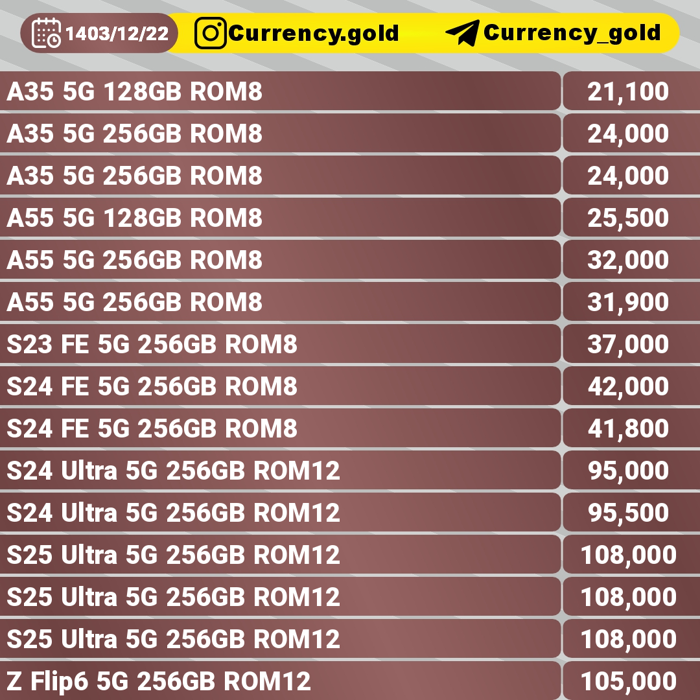 1403/12/22 Currency.gold Currency_gold
A35 5G 128GB ROM8 21,100
A35 5G 256GB ROM8 24,000
A35 5G 256GB ROM8 24,000
A55 5G 128GB ROM8 25,500
A55 5G 256GB ROM8 32,000
A55 5G 256GB ROM8 31,900
S23 FE 5G 256GB ROM8 37,000
S24 FE 5G 256GB ROM8 42,000
S24 FE 5G 256GB ROM8 41,800
S24 Ultra 5G 256GB ROM12 95,000
S24 Ultra 5G 256GB ROM12 95,500
S25 Ultra 5G 256GB ROM12 108,000
S25 Ultra 5G 256GB ROM12 108,000
S25 Ultra 5G 256GB ROM12 108,000
Z Flip6 5G 256GB ROM12 105,000